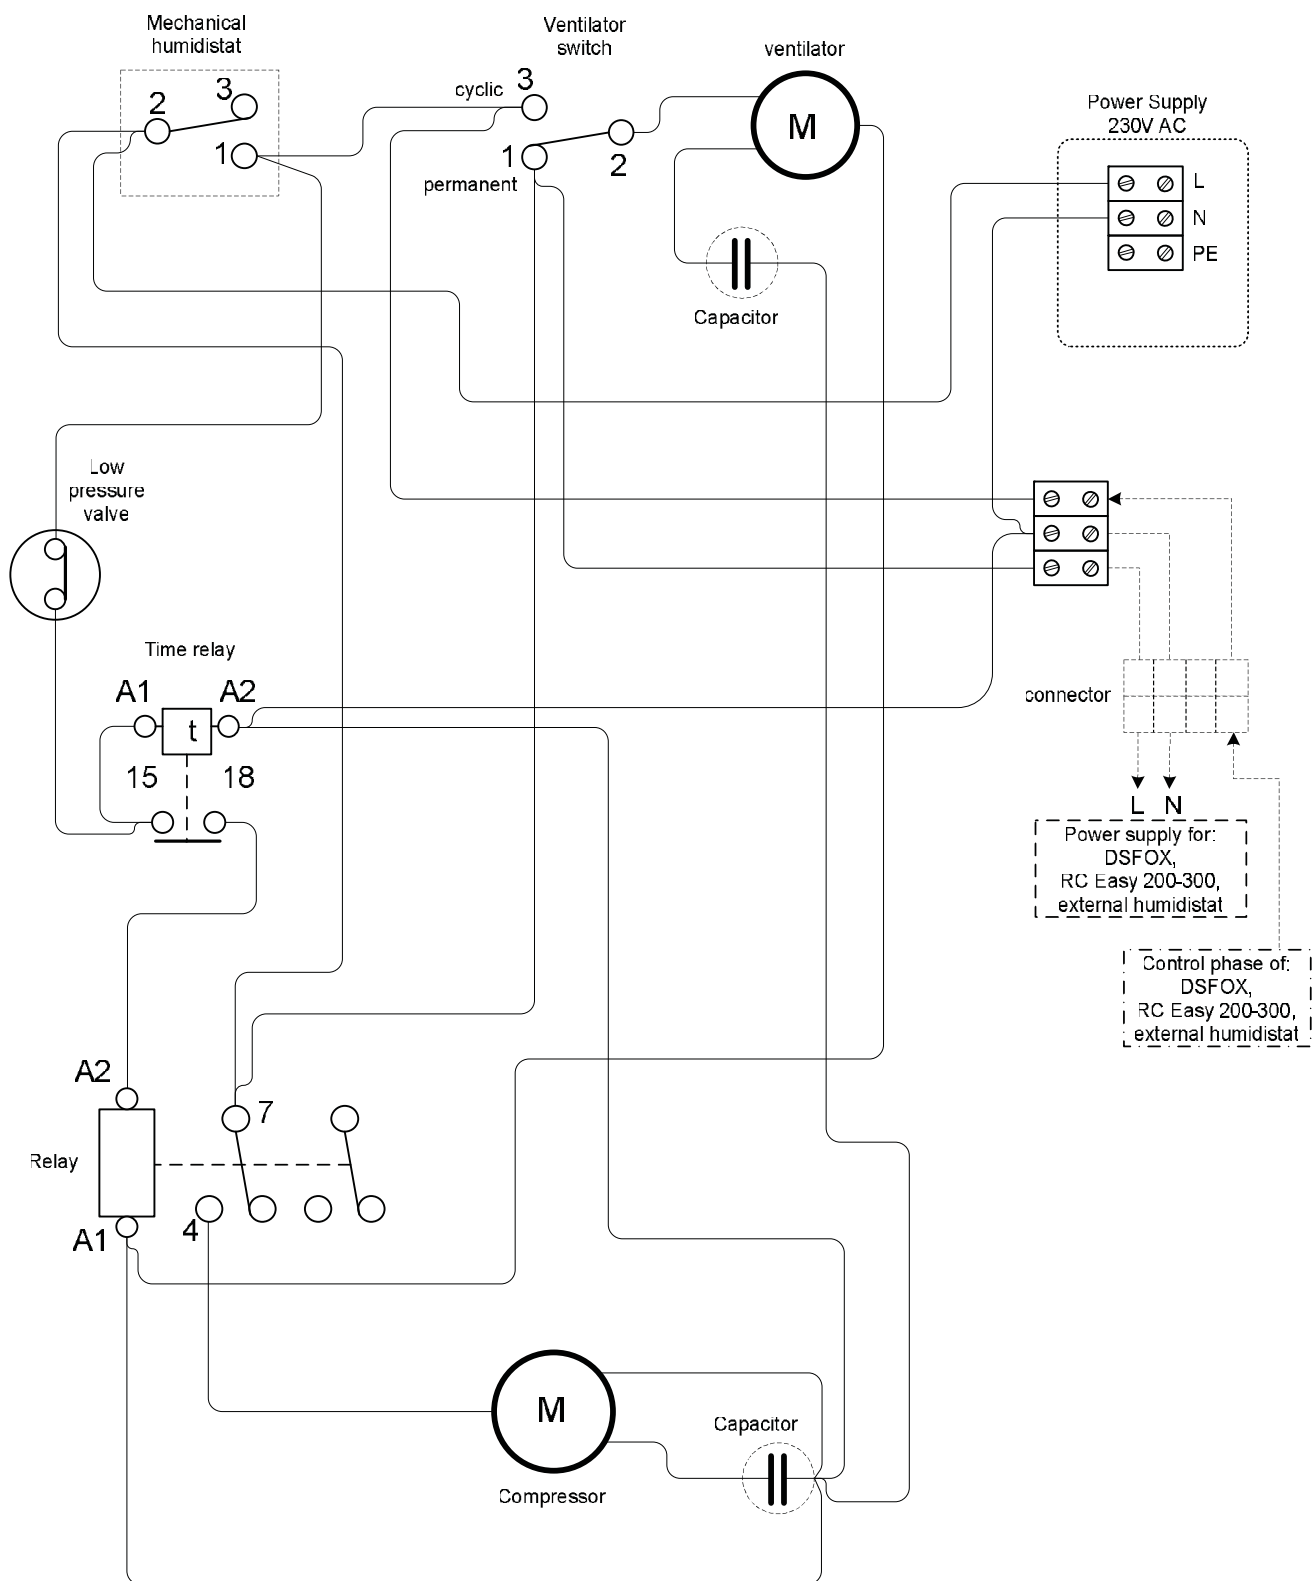 Mechanical
humidistat
2
3
1
Ventilator
switch
cyclic
3
1
2
permanent
ventilator
M
Capacitor
Power Supply
230V AC
L
N
PE
Low
pressure
valve
Time relay
A1
A2
t
15
18
connector
L N
Power supply for:
DSFOX,
RC Easy 200-300,
external humidistat
Control phase of:
DSFOX,
RC Easy 200-300,
external humidistat
A2
7
Relay
4
A1
M
Compressor
Capacitor